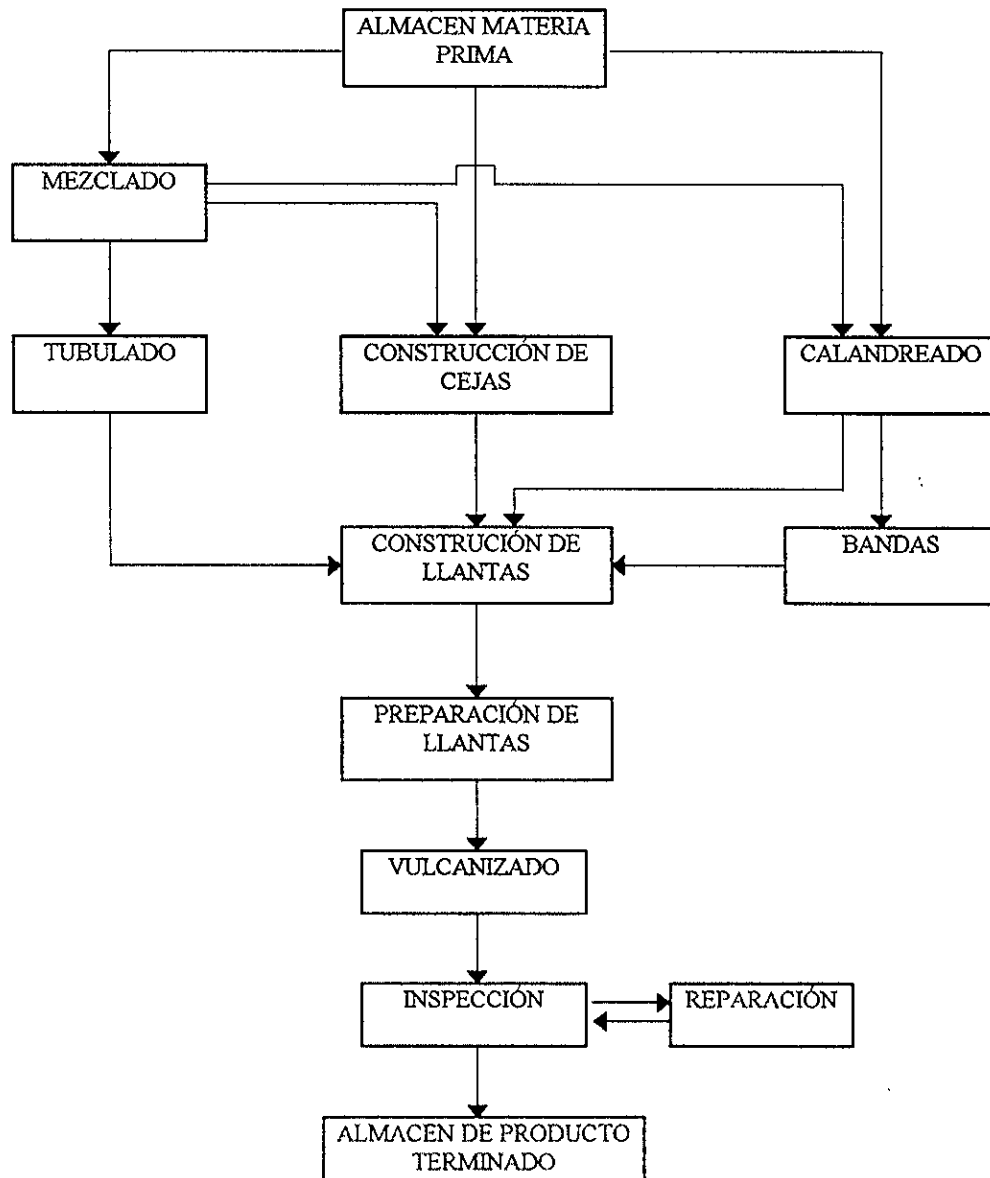 ALMACEN MATERIA
PRIMA
MEZCLADO
TUBULADO
CONSTRUCCIÓN DE
CEJAS
CALANDREADO
CONSTRUCIÓN DE
LLANTAS
BANDAS
PREPARACIÓN DE
LLANTAS
VULCANIZADO
INSPECCIÓN
REPARACIÓN
ALMACEN DE PRODUCTO
TERMINADO